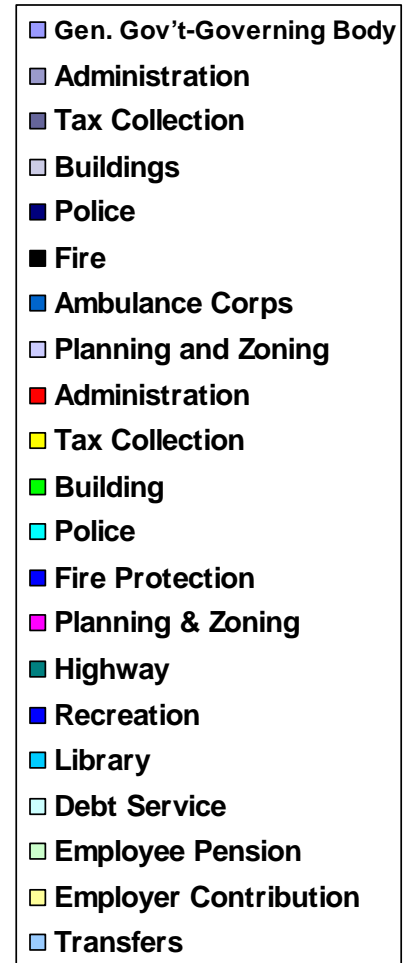 Gen. Gov't-Governing Body
Administration
Tax Collection
Buildings
Police
Fire
Ambulance Corps
Planning and Zoning
Administration
Tax Collection
Building
Police
Fire Protection
Planning & Zoning
Highway
Recreation
Library
Debt Service
Employee Pension
Employer Contribution
Transfers